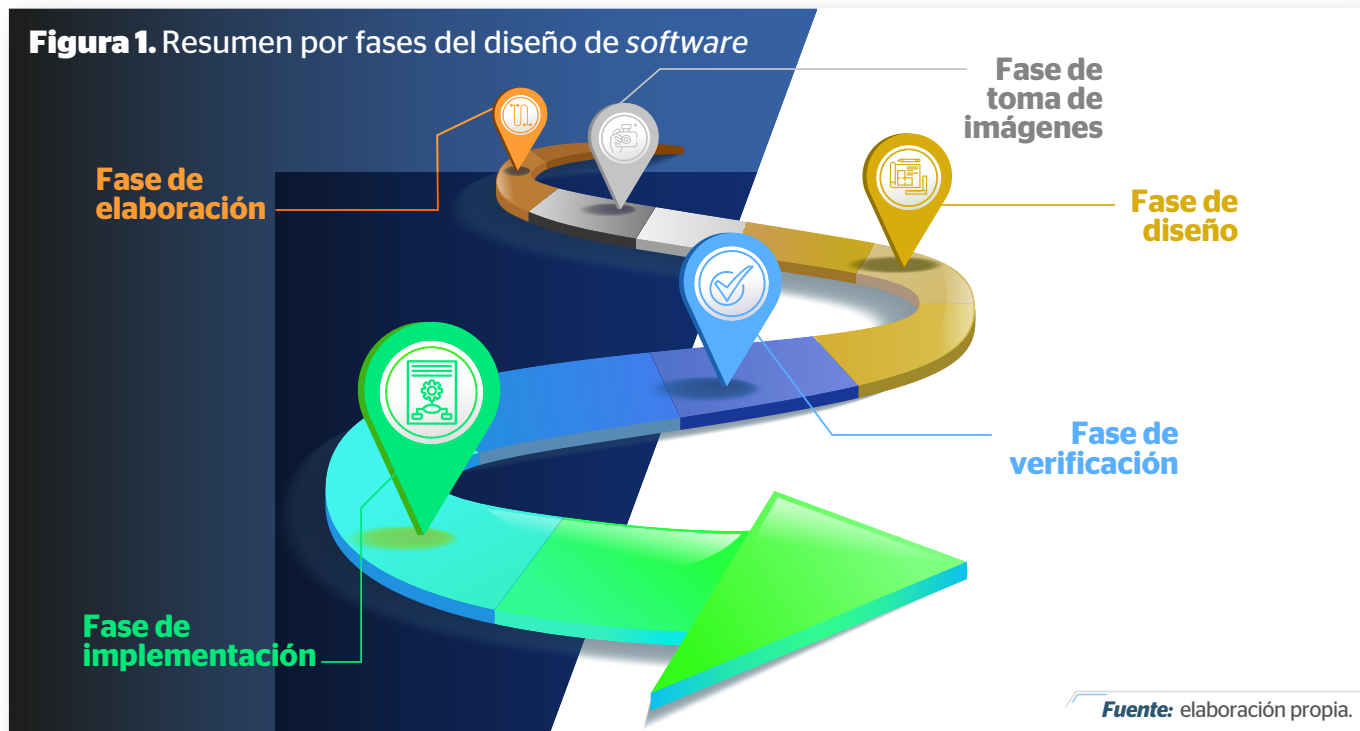 Figura 1. Resumen por fases del diseño de software
Fase de
toma de
imágenes
Fase de
elaboración
Fase de
diseño
Fase de
verificación
Fase de
implementación
Fuente: elaboración propia.